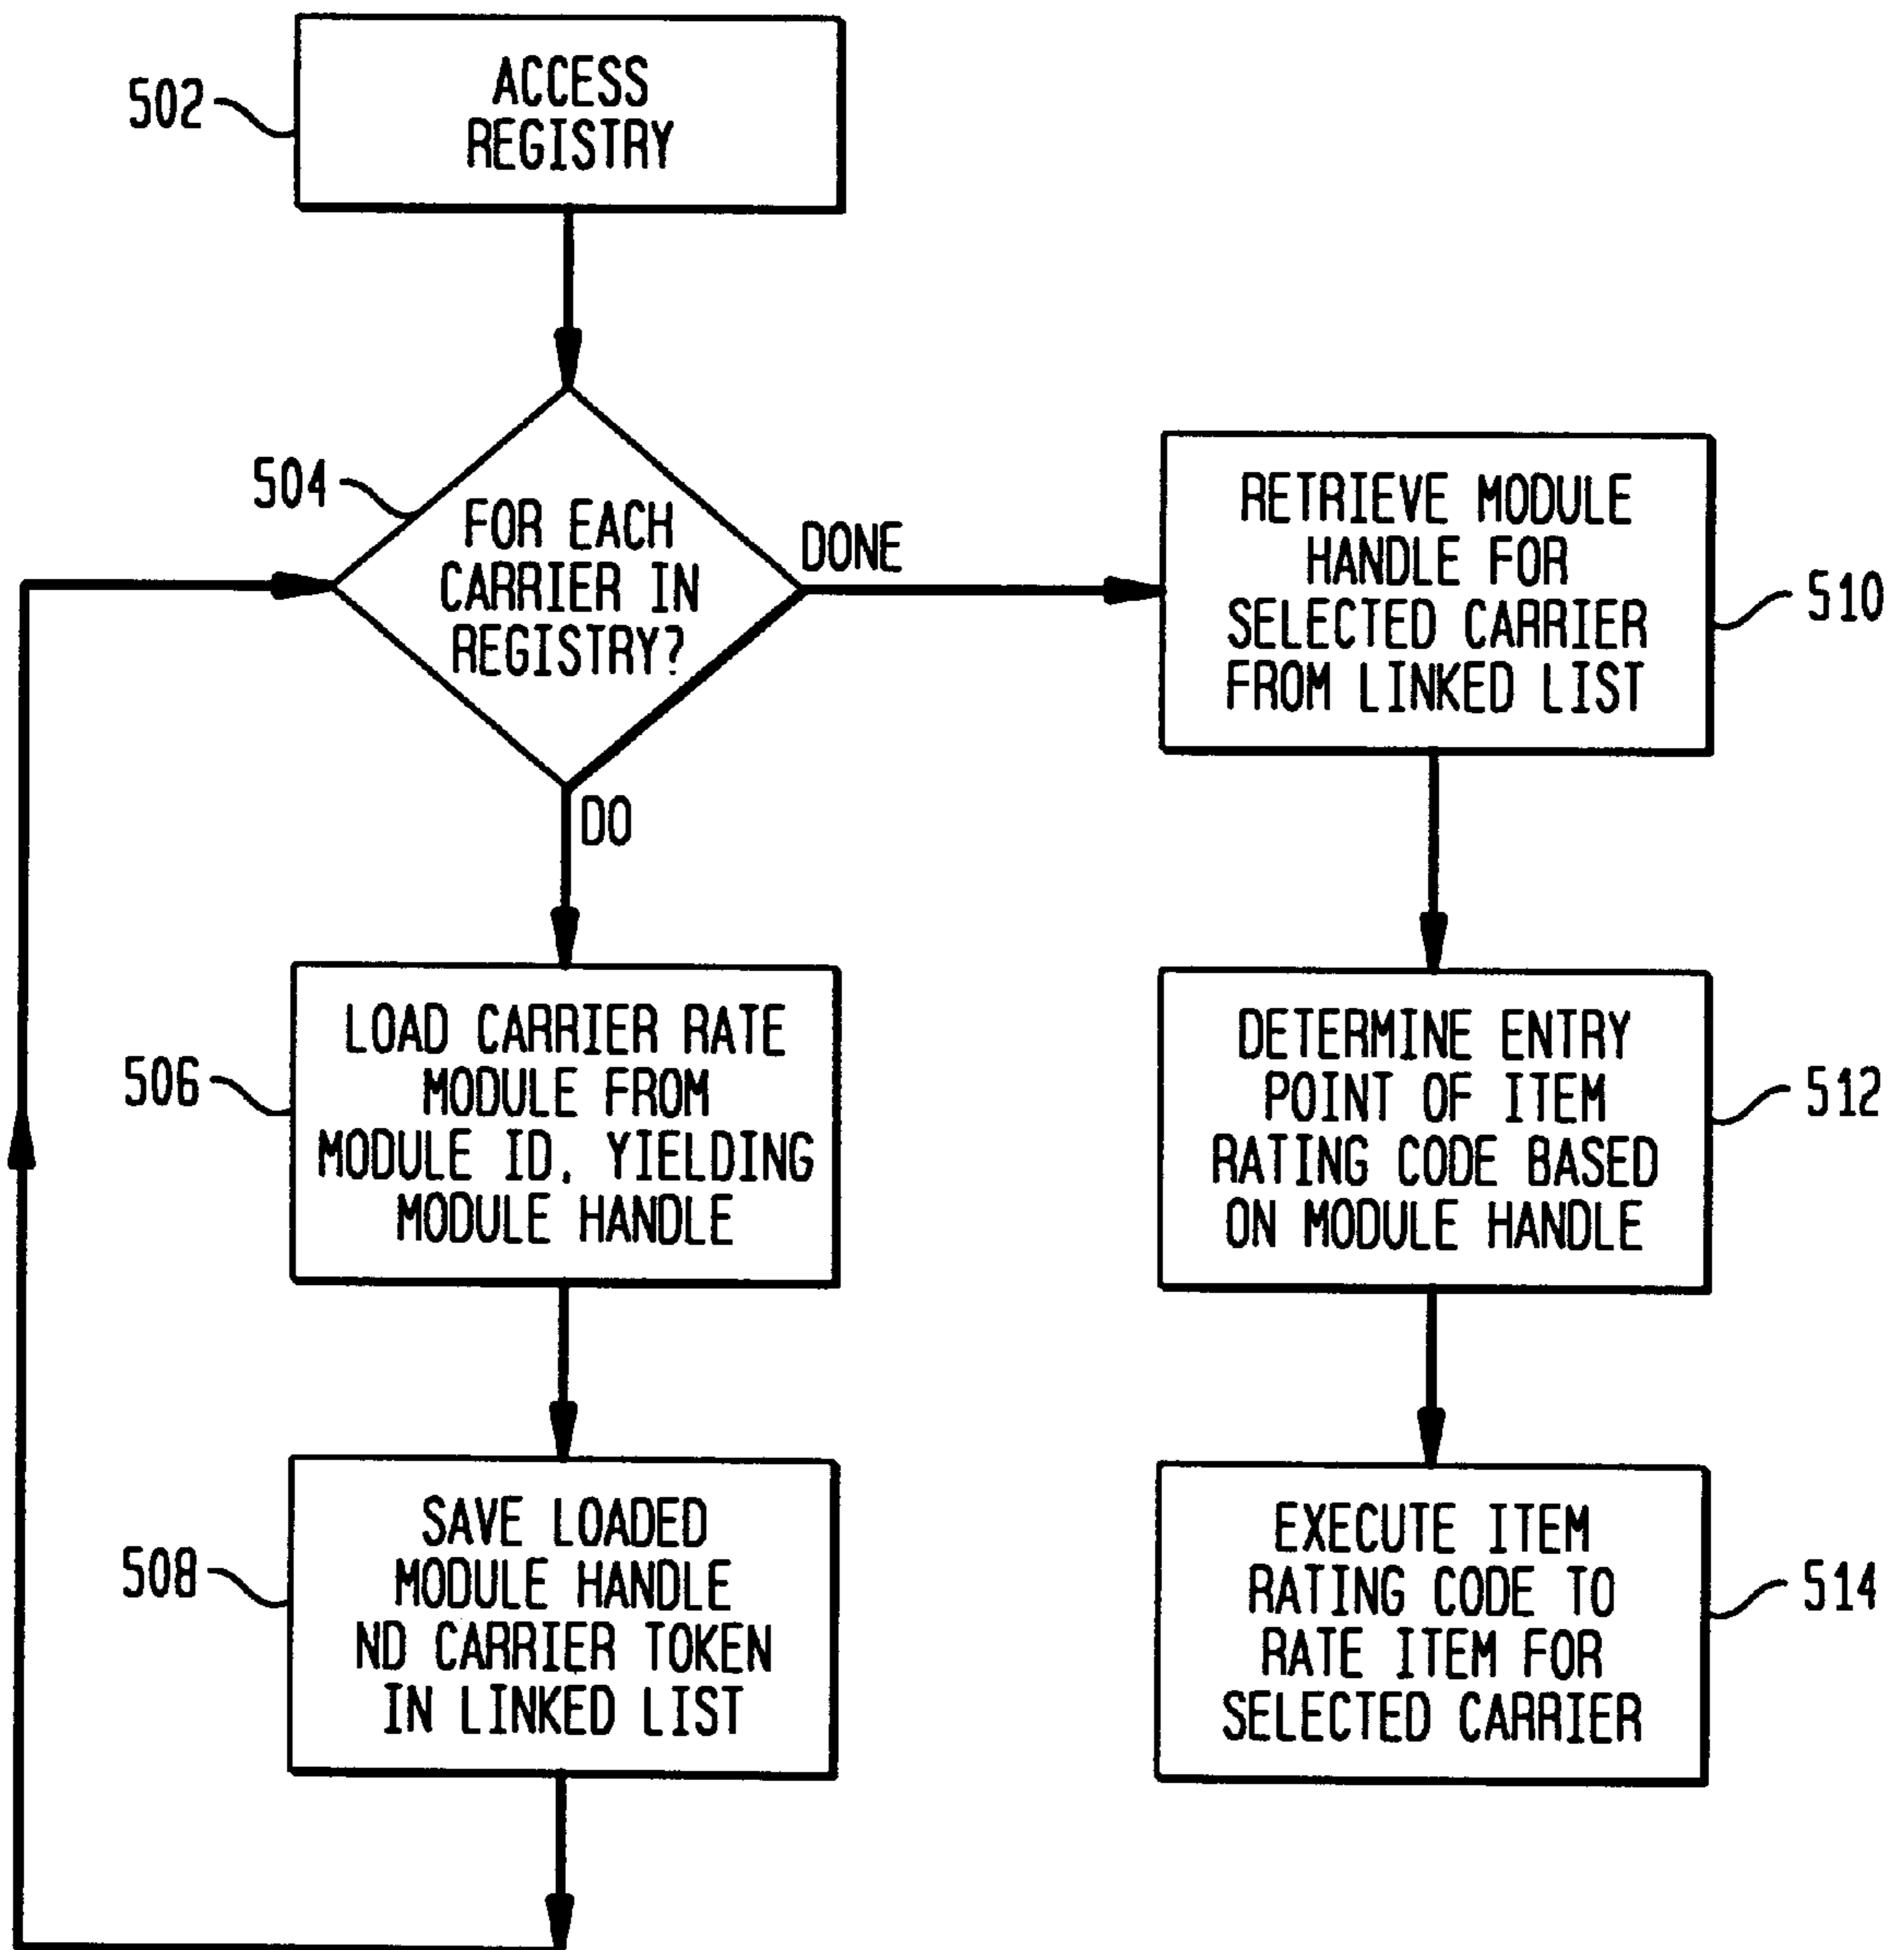 ACCESS
REGISTRY
502
504
FOR EACH
CARRIER IN
REGISTRY?
DONE
DO
LOAD CARRIER RATE
MODULE FROM
MODULE ID, YIELDING
MODULE HANDLE
506
SAVE LOADED
MODULE HANDLE
ND CARRIER TOKEN
IN LINKED LIST
508
RETRIEVE MODULE
HANDLE FOR
SELECTED CARRIER
FROM LINKED LIST
510
DETERMINE ENTRY
POINT OF ITEM
RATING CODE BASED
ON MODULE HANDLE
512
EXECUTE ITEM
RATING CODE TO
RATE ITEM FOR
SELECTED CARRIER
514